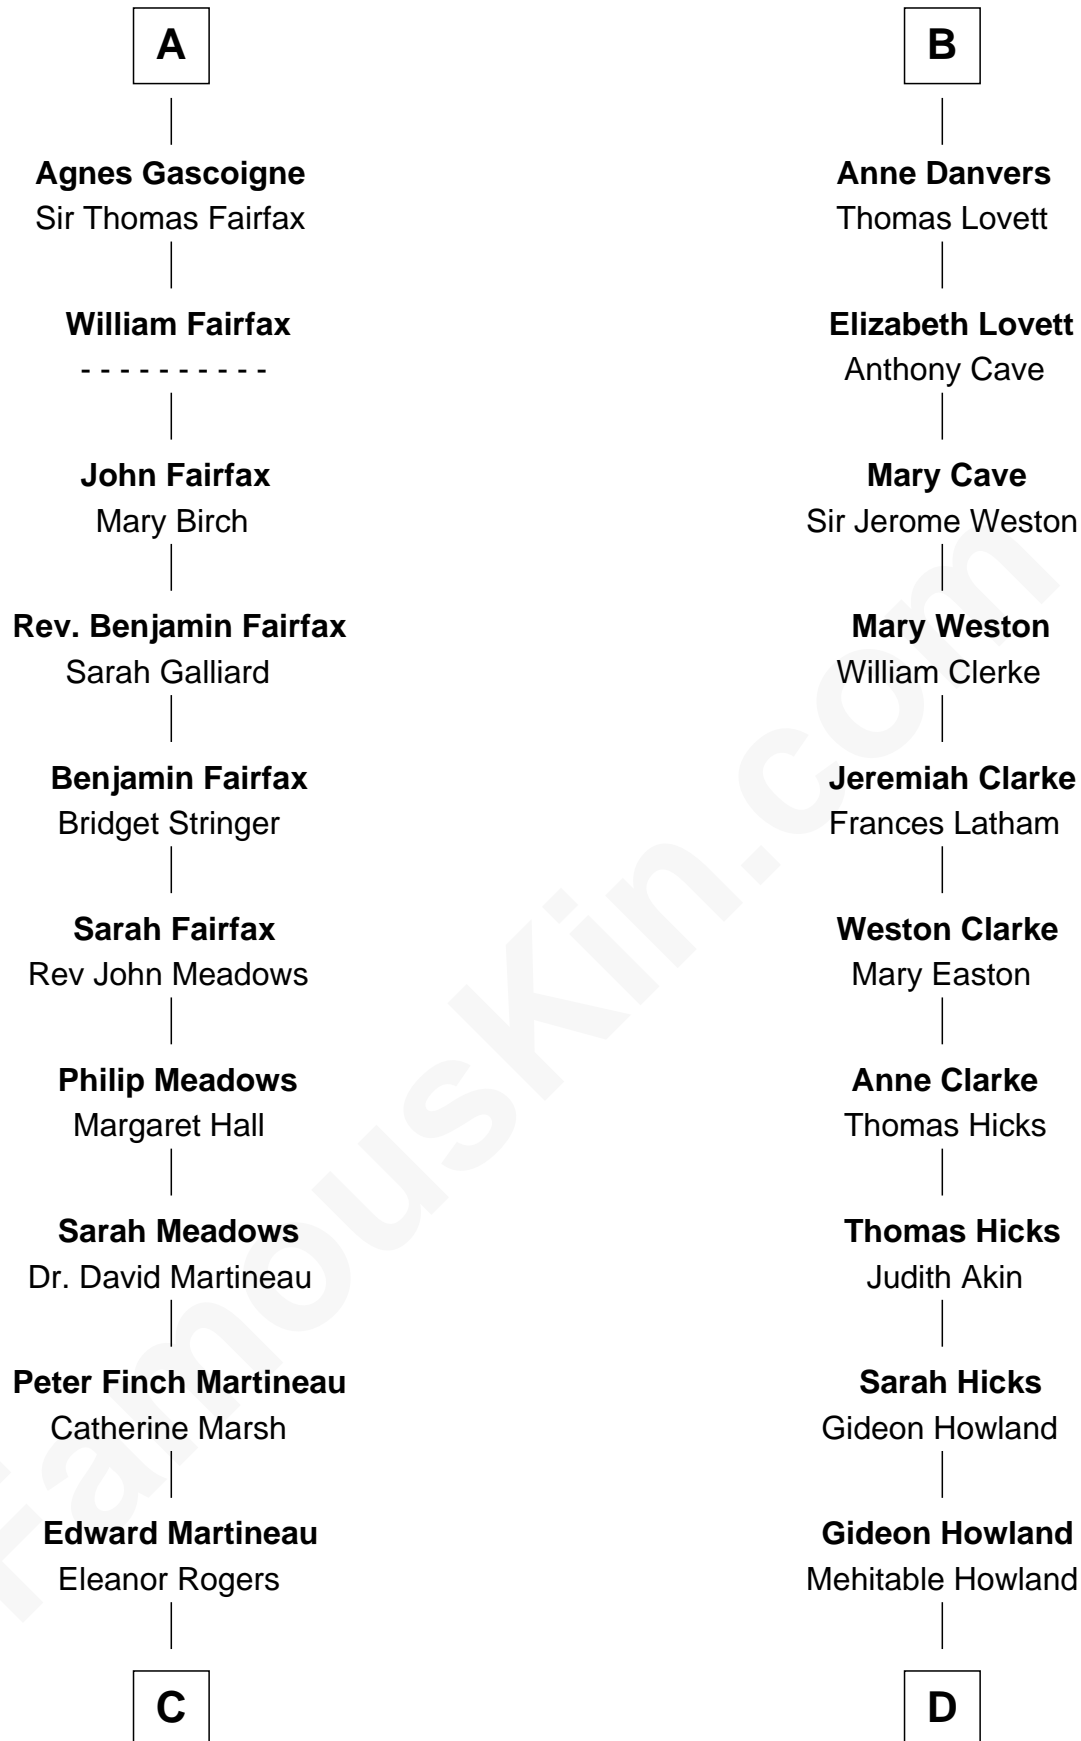 A
Agnes Gascoigne
Sir Thomas Fairfax
William Fairfax
- - - - - - - - - -
John Fairfax
Mary Birch
Rev. Benjamin Fairfax
Sarah Galliard
Benjamin Fairfax
Bridget Stringer
Sarah Fairfax
Rev John Meadows
Philip Meadows
Margaret Hall
Sarah Meadows
Dr. David Martineau
Peter Finch Martineau
Catherine Marsh
Edward Martineau
Eleanor Rogers
C
B
Anne Danvers
Thomas Lovett
Elizabeth Lovett
Anthony Cave
Mary Cave
Sir Jerome Weston
Mary Weston
William Clerke
Jeremiah Clarke
Frances Latham
Weston Clarke
Mary Easton
Anne Clarke
Thomas Hicks
Thomas Hicks
Judith Akin
Sarah Hicks
Gideon Howland
Gideon Howland
Mehitable Howland
D
FamousKin.com